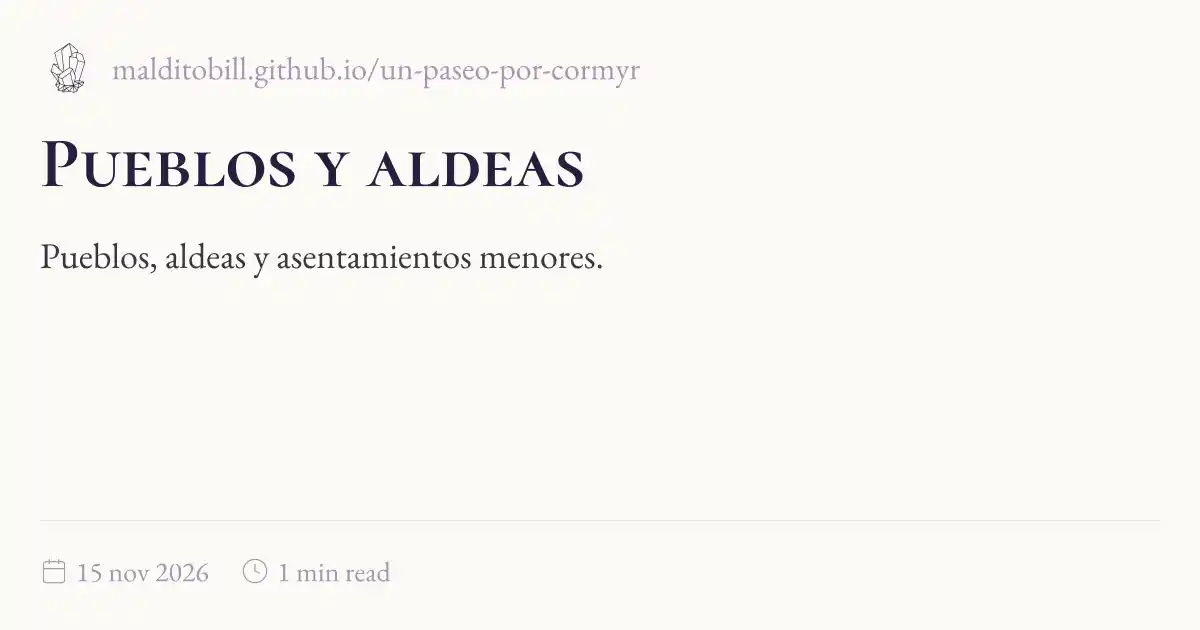 malditobill.github.io/un-paseo-por-cormyr
Pueblos y aldeas
Pueblos, aldeas y asentamientos menores.
15 nov 2026 1 min read